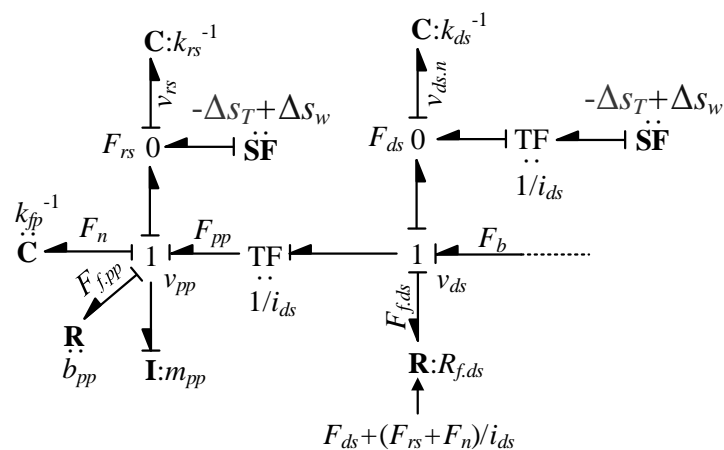 C:k_rs^-1
C:k_ds^-1
v_rs
v_ds.n
-Δs_T+Δs_w
-Δs_T+Δs_w
F_rs 0
SF
F_ds 0
TF
SF
1/i_ds
k_fp^-1
F_n
F_pp
F_b
C
1
TF
1
v_pp
v_ds
1/i_ds
F_f.pp
F_f.ds
R
b_pp
I:m_pp
R:R_f.ds
F_ds+(F_rs+F_n)/i_ds